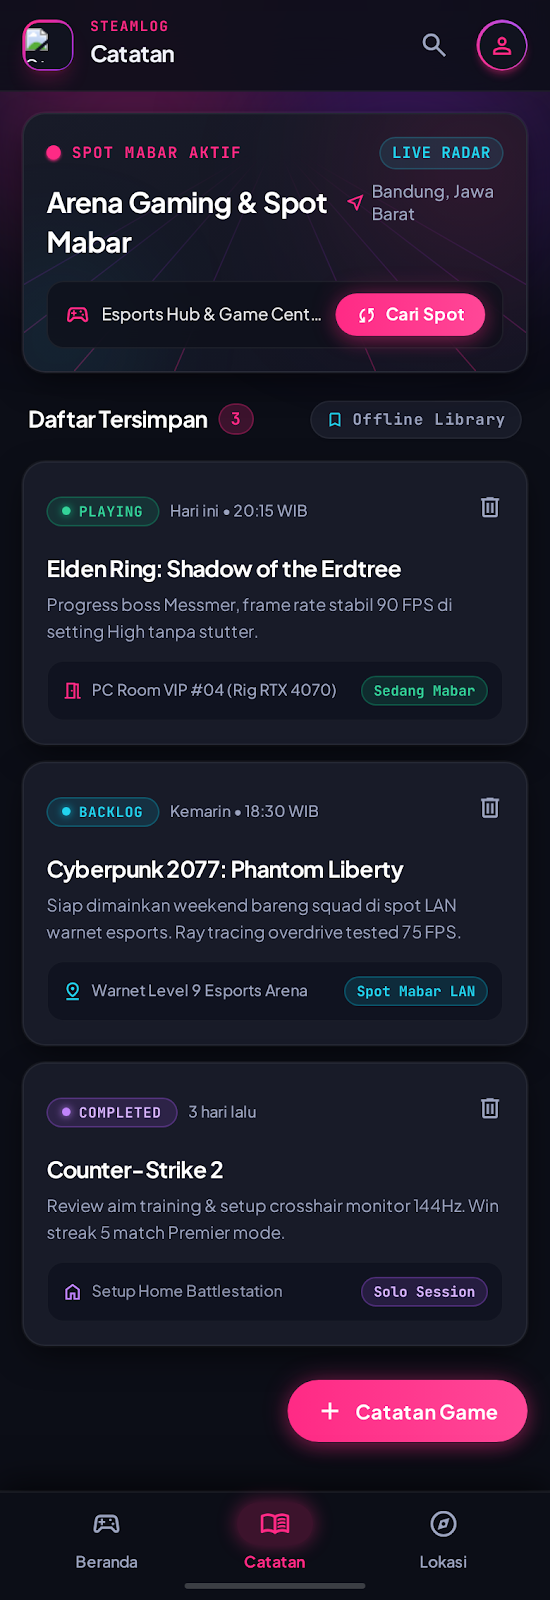 STEAMLOG
Catatan
SPOT MABAR AKTIF
LIVE RADAR
Arena Gaming & Spot
Mabar
Bandung, Jawa
Barat
Esports Hub & Game Cent...
Cari Spot
Daftar Tersimpan 3
Offline Library
PLAYING Hari ini • 20:15 WIB
Elden Ring: Shadow of the Erdtree
Progress boss Messmer, frame rate stabil 90 FPS di
setting High tanpa stutter.
PC Room VIP #04 (Rig RTX 4070)
Sedang Mabar
BACKLOG Kemarin • 18:30 WIB
Cyberpunk 2077: Phantom Liberty
Siap dimainkan weekend bareng squad di spot LAN
warnet esports. Ray tracing overdrive tested 75 FPS.
Warnet Level 9 Esports Arena
Spot Mabar LAN
COMPLETED 3 hari lalu
Counter-Strike 2
Review aim training & setup crosshair monitor 144Hz. Win
streak 5 match Premier mode.
Setup Home Battlestation
Solo Session
+ Catatan Game
Beranda
Catatan
Lokasi